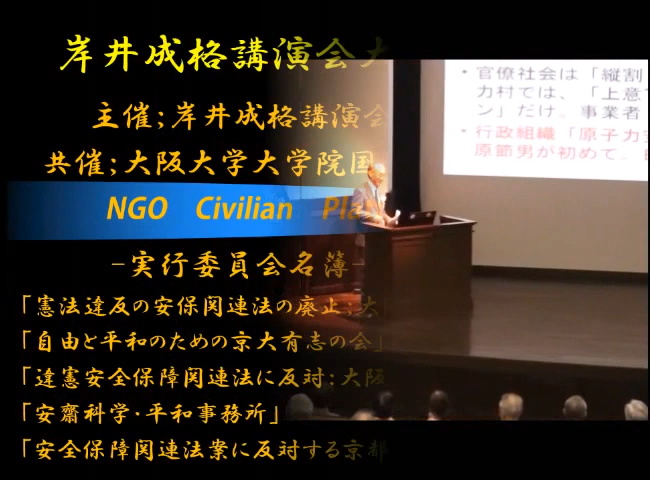 岸井成格講演会大
主催;岸井成格講演会
共催;大阪大学大学院国
NGO Civilian Pla
-実行委員会名簿-
「憲法違反の安保関連法の廃止;大阪
「自由と平和のための京大有志の会」
「違憲安全保障関連法に反対:大阪
「安齋科学・平和事務所」
「安全保障関連法案に反対する京都
・官僚社会は「縦割
力村では、「上意
ン」だけ。事業者
・行政組織「原子力
原節男が初めて。